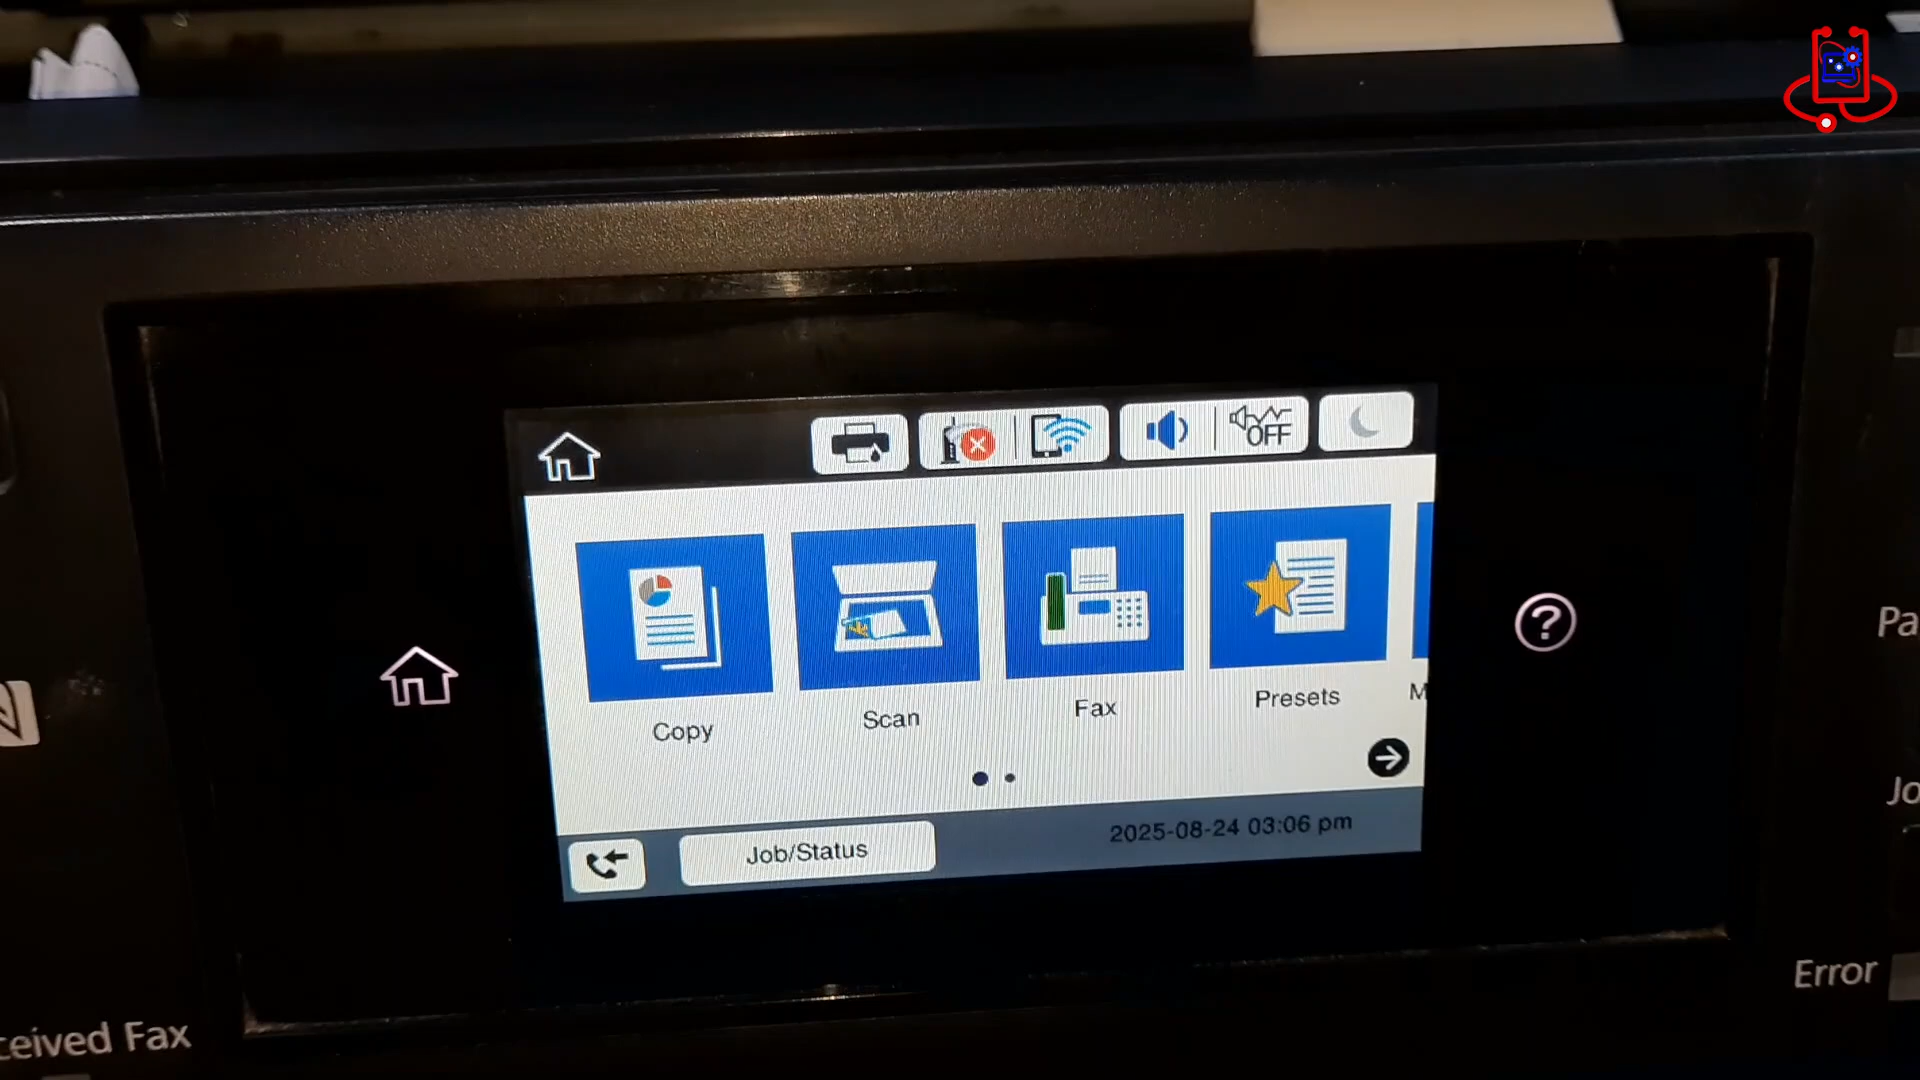 OFF
Copy
Scan
Fax
Presets
M
Job/Status
2025-08-24 03:06 pm
Pa
Jo
Error
ceived Fax